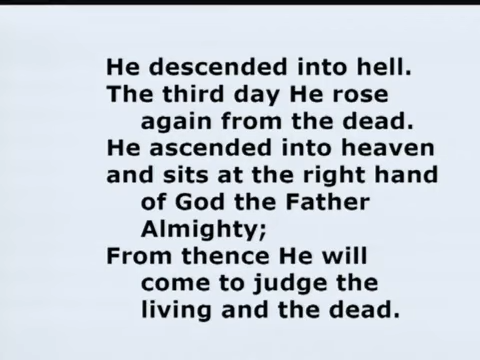 He descended into hell.
The third day He rose
again from the dead.
He ascended into heaven
and sits at the right hand
of God the Father
Almighty;
From thence He will
come to judge the
living and the dead.